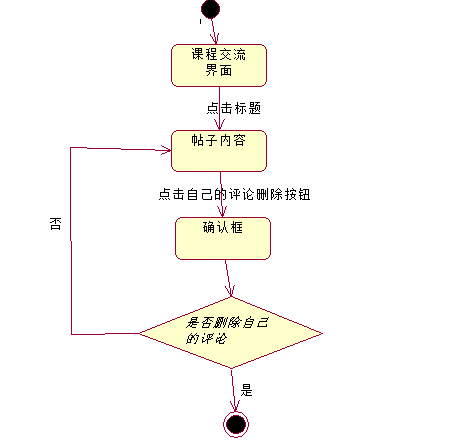 课程交流
界面
点击标题
帖子内容
点击自己的评论删除按钮
否
确认框
是否删除自己
的评论
是